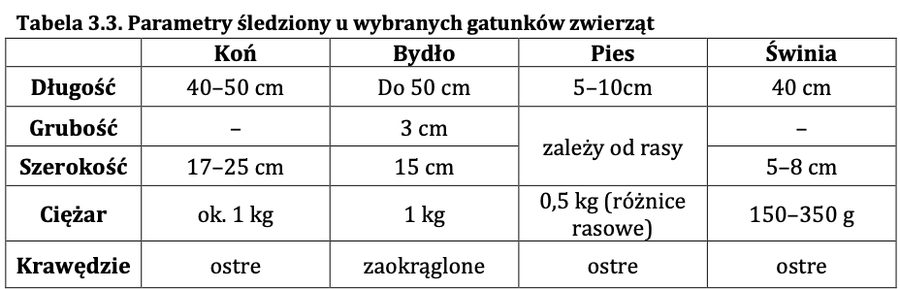 Tabela 3.3. Parametry śledziony u wybranych gatunków zwierząt
Koń Bydło Pies Świnia
Długość 40–50 cm Do 50 cm 5–10cm 40 cm
Grubość – 3 cm –
zależy od rasy
Szerokość 17–25 cm 15 cm 5–8 cm
Ciężar ok. 1 kg 1 kg 0,5 kg (różnice 150–350 g
rasowe)
Krawędzie ostre zaokrąglone ostre ostre